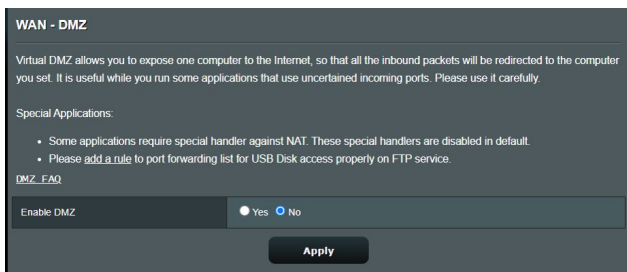 WAN - DMZ
Virtual DMZ allows you to expose one computer to the Internet, so that all the inbound packets will be redirected to the computer
you set. It is useful while you run some applications that use uncertained incoming ports. Please use it carefully.
Special Applications:
• Some applications require special handler against NAT. These special handlers are disabled in default.
• Please add a rule to port forwarding list for USB Disk access properly on FTP service.
DMZ FAQ
Enable DMZ Yes No
Apply